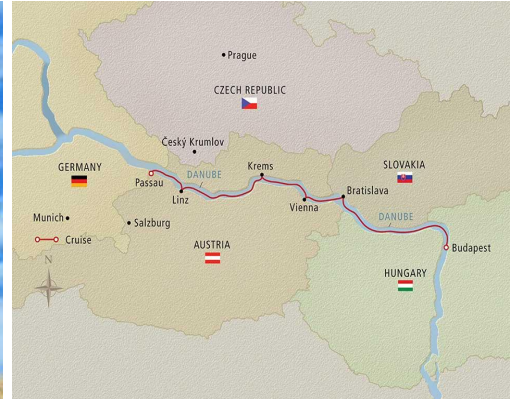 Prague
CZECH REPUBLIC
Český Krumlov
GERMANY
Passau
DANUBE
Linz
Krems
SLOVAKIA
Bratislava
Vienna
DANUBE
Munich
Salzburg
Cruise
AUSTRIA
Budapest
N
HUNGARY